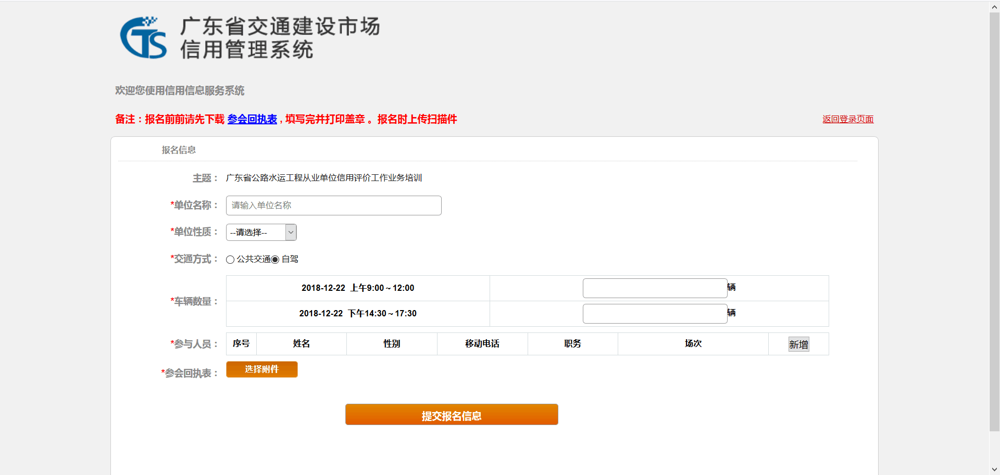 CTS
广东省交通建设市场
信用管理系统
欢迎您使用信用信息服务系统
备注：报名前前请先下载 参会回执表，填写完并打印盖章 。报名时上传扫描件
返回登录页面
报名信息
主题： 广东省公路水运工程从业单位信用评价工作业务培训
*单位名称： 请输入单位名称
*单位性质： --请选择--
*交通方式： 公共交通 自驾
*车辆数量：
2018-12-22 上午9:00～12:00 辆
2018-12-22 下午14:30～17:30 辆
*参与人员： 序号 姓名 性别 移动电话 职务 场次 新增
*参会回执表： 选择附件
提交报名信息